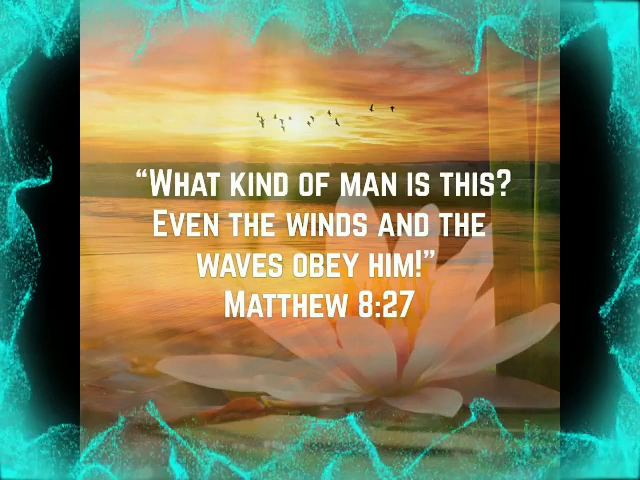 “What kind of man is this?
Even the winds and the
waves obey him!”
Matthew 8:27